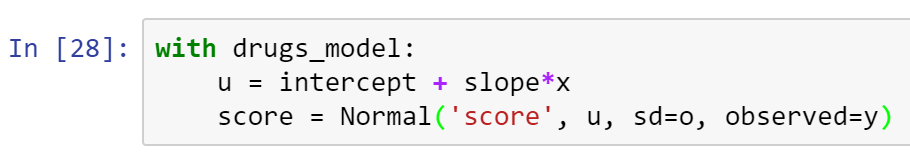 In [28]: with drugs_model:
u = intercept + slope*x
score = Normal('score', u, sd=o, observed=y)